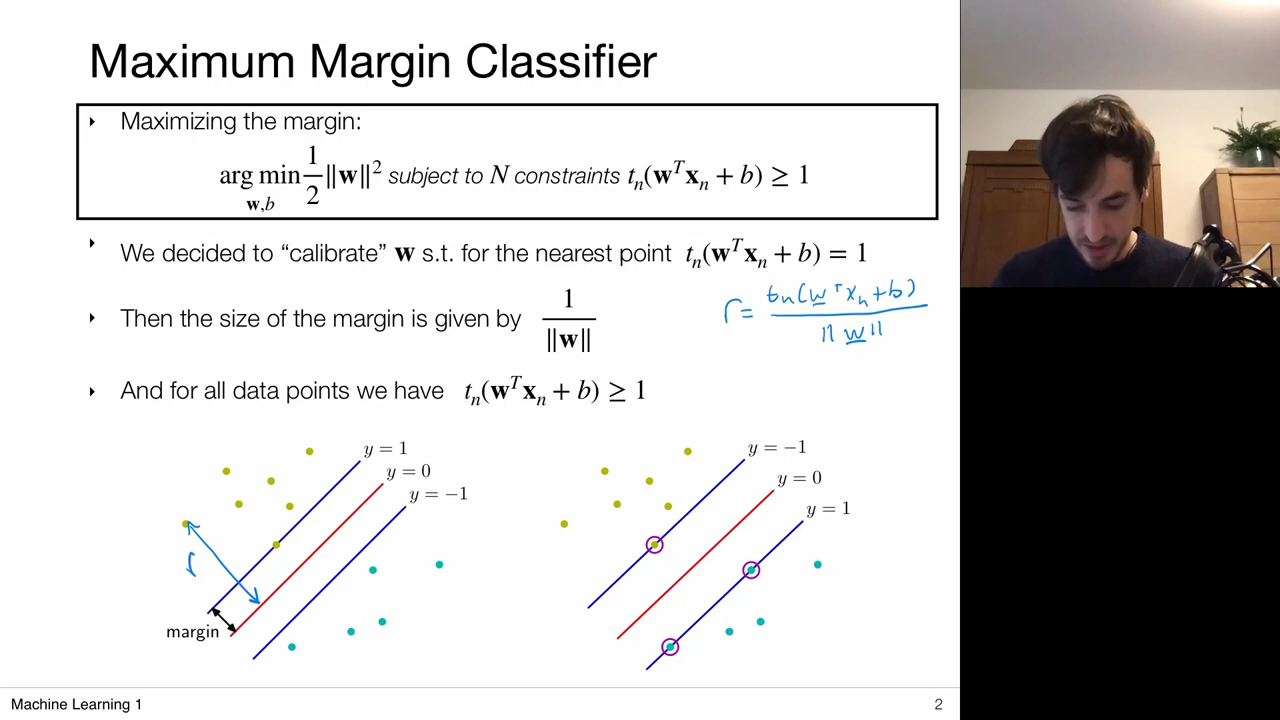 Maximum Margin Classifier
‣ Maximizing the margin:
arg min_{w,b} 1/2 ‖w‖² subject to N constraints tₙ(wᵀxₙ + b) ≥ 1
‣ We decided to “calibrate” w s.t. for the nearest point tₙ(wᵀxₙ + b) = 1
‣ Then the size of the margin is given by 1/‖w‖
r = tₙ(wᵀxₙ+b) / ‖w‖
‣ And for all data points we have tₙ(wᵀxₙ + b) ≥ 1
y = 1
y = 0
y = −1
r
margin
y = −1
y = 0
y = 1
Machine Learning 1
2